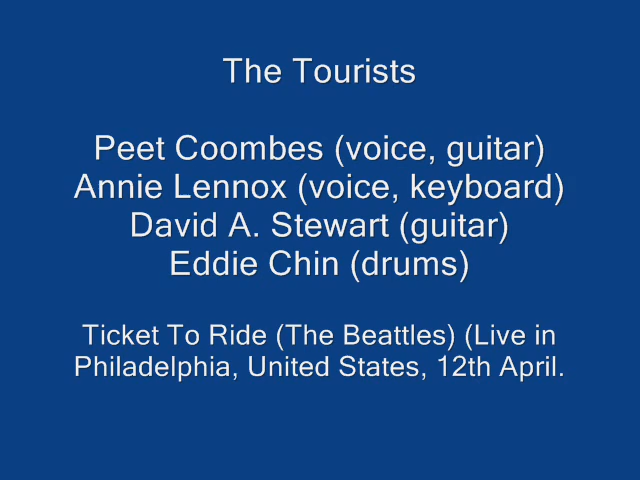 The Tourists
Peet Coombes (voice, guitar)
Annie Lennox (voice, keyboard)
David A. Stewart (guitar)
Eddie Chin (drums)
Ticket To Ride (The Beattles) (Live in
Philadelphia, United States, 12th April.